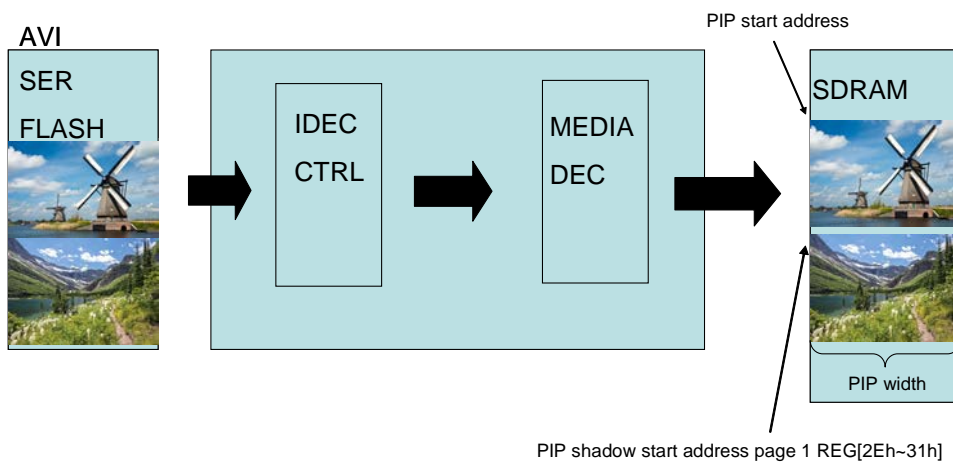 AVI
SER
FLASH
IDEC
CTRL
MEDIA
DEC
PIP start address
SDRAM
PIP width
PIP shadow start address page 1 REG[2Eh~31h]